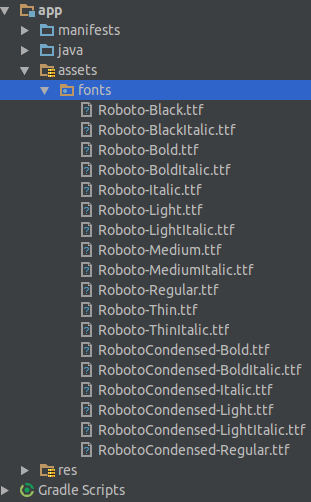 app
manifests
java
assets
fonts
Roboto-Black.ttf
Roboto-BlackItalic.ttf
Roboto-Bold.ttf
Roboto-BoldItalic.ttf
Roboto-Italic.ttf
Roboto-Light.ttf
Roboto-LightItalic.ttf
Roboto-Medium.ttf
Roboto-MediumItalic.ttf
Roboto-Regular.ttf
Roboto-Thin.ttf
Roboto-ThinItalic.ttf
RobotoCondensed-Bold.ttf
RobotoCondensed-BoldItalic.ttf
RobotoCondensed-Italic.ttf
RobotoCondensed-Light.ttf
RobotoCondensed-LightItalic.ttf
RobotoCondensed-Regular.ttf
res
Gradle Scripts